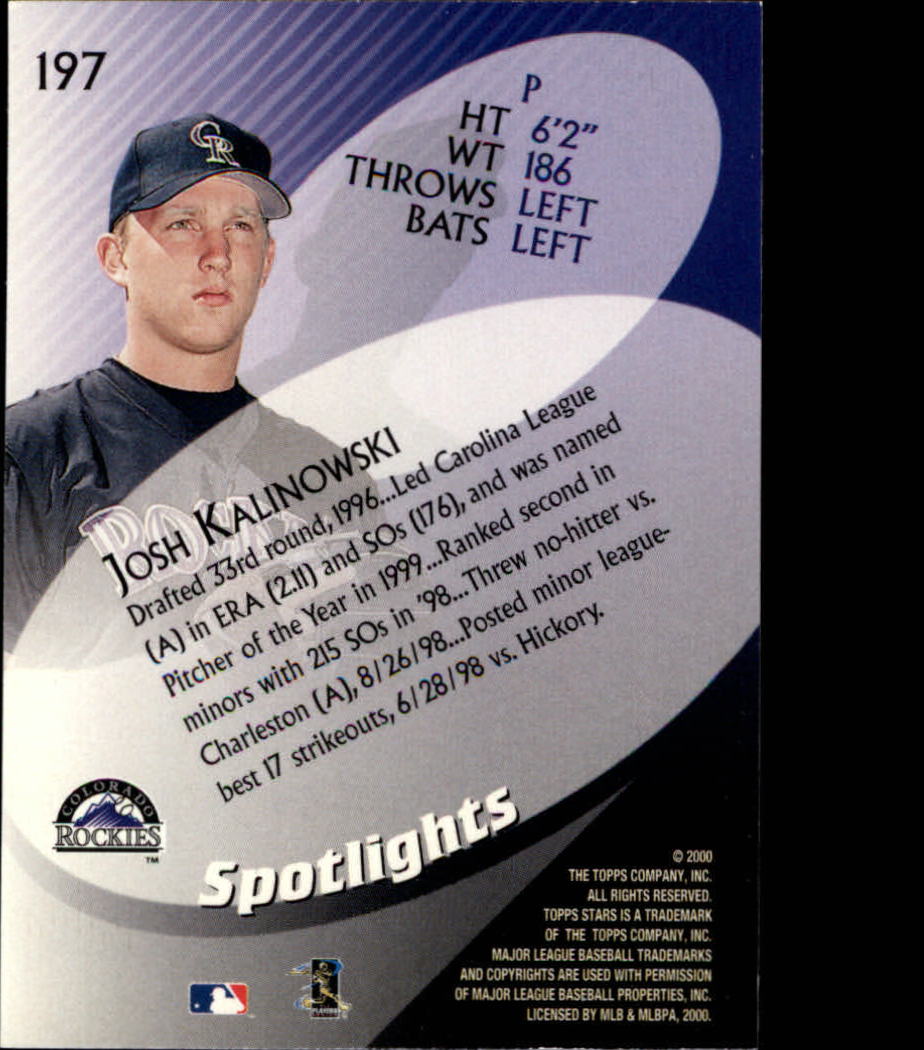 197
P
HT 6'2"
WT 186
THROWS LEFT
BATS LEFT
CR
JOSH KALINOWSKI
Drafted 33rd round, 1996...Led Carolina League
(A) in ERA (2.11) and SOs (176), and was named
Pitcher of the Year in 1999...Ranked second in
minors with 215 SOs in '98...Threw no-hitter vs.
Charleston (A), 8/26/98...Posted minor league-
best 17 strikeouts, 6/28/98 vs. Hickory.
COLORADO
ROCKIES
™
Spotlights
© 2000
THE TOPPS COMPANY, INC.
ALL RIGHTS RESERVED.
TOPPS STARS IS A TRADEMARK
OF THE TOPPS COMPANY, INC.
MAJOR LEAGUE BASEBALL TRADEMARKS
AND COPYRIGHTS ARE USED WITH PERMISSION
OF MAJOR LEAGUE BASEBALL PROPERTIES, INC.
LICENSED BY MLB & MLBPA, 2000.